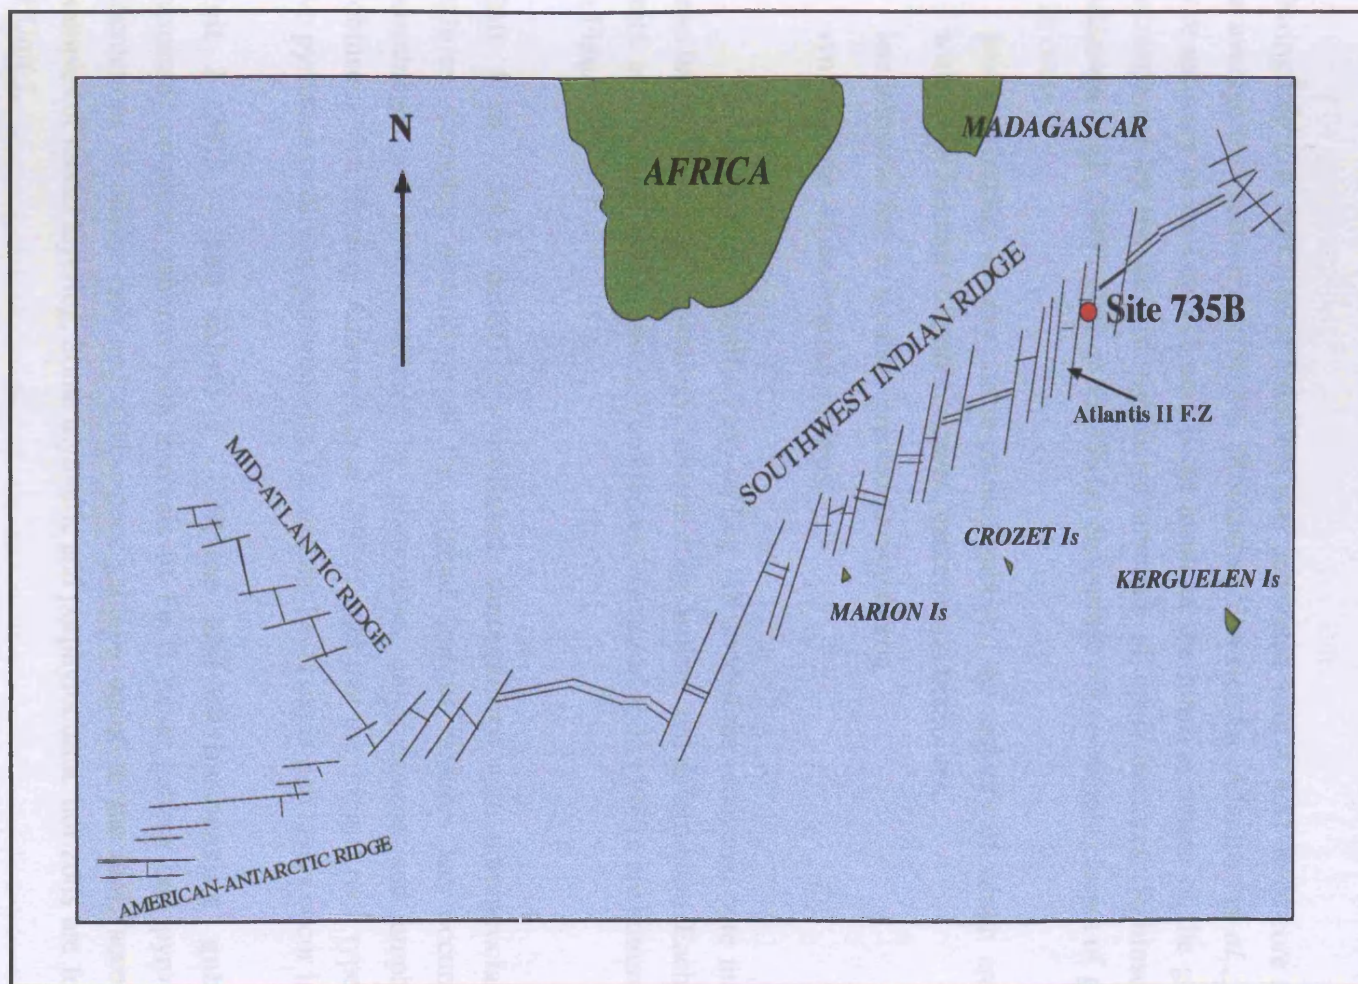 N
AFRICA
MADAGASCAR
SOUTHWEST INDIAN RIDGE
Site 735B
Atlantis II F.Z
MID-ATLANTIC RIDGE
CROZET Is
KERGUELEN Is
MARION Is
AMERICAN-ANTARCTIC RIDGE